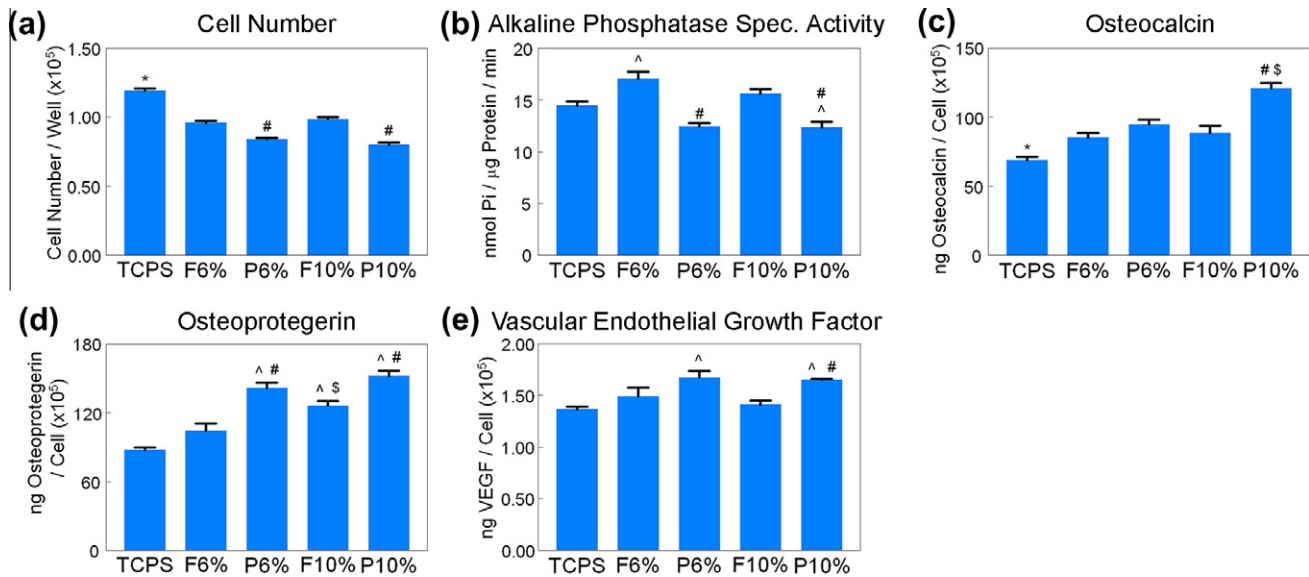 (a) Cell Number
Cell Number / Well (x10⁵)
1.50
1.00
0.50
0.00
*
#
#
TCPS F6% P6% F10% P10%
(b) Alkaline Phosphatase Spec. Activity
nmol Pi / μg Protein / min
20
15
10
5
0
^
#
#
^
TCPS F6% P6% F10% P10%
(c) Osteocalcin
ng Osteocalcin / Cell (x10⁵)
150
100
50
0
*
# $
TCPS F6% P6% F10% P10%
(d) Osteoprotegerin
ng Osteoprotegerin
/ Cell (x10⁵)
180
120
60
0
^ #
^ $
^ #
TCPS F6% P6% F10% P10%
(e) Vascular Endothelial Growth Factor
ng VEGF / Cell (x10⁵)
2.00
1.50
1.00
0.50
0.00
^
^ #
TCPS F6% P6% F10% P10%